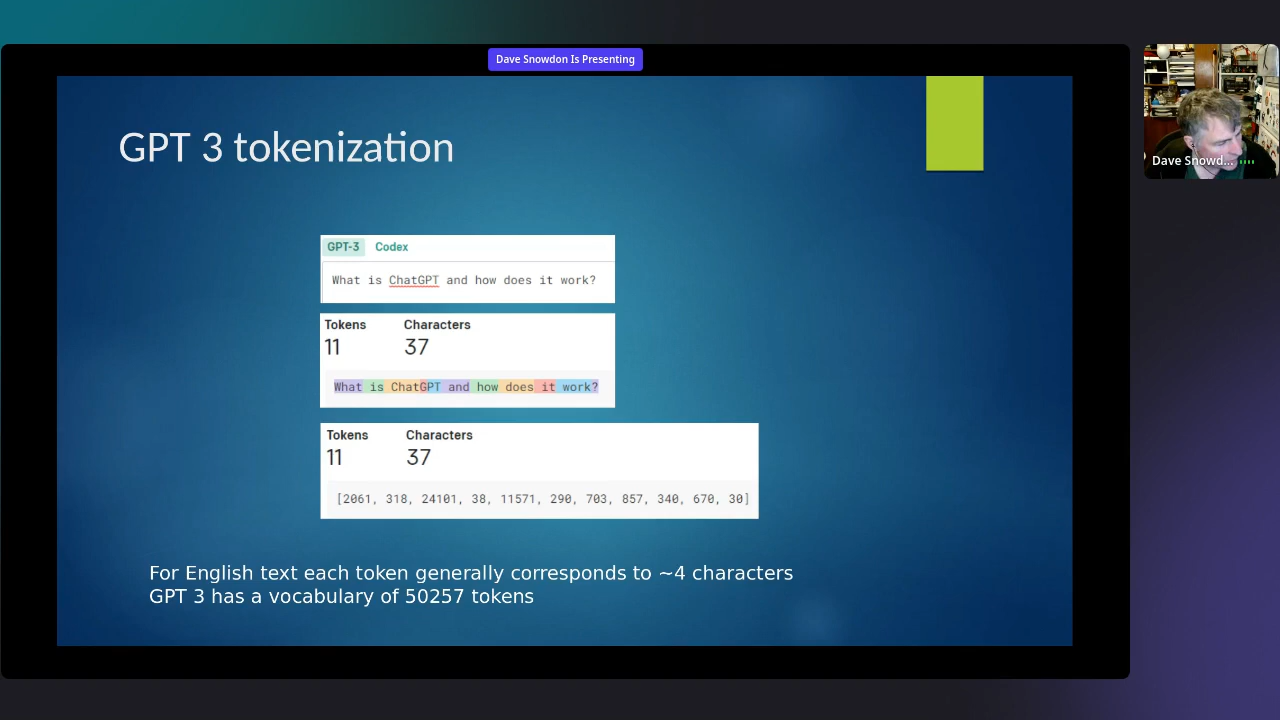 Dave Snowdon Is Presenting
GPT 3 tokenization
GPT-3 Codex
What is ChatGPT and how does it work?
Tokens Characters
11 37
What is ChatGPT and how does it work?
Tokens Characters
11 37
[2061, 318, 24101, 38, 11571, 290, 703, 857, 340, 670, 30]
For English text each token generally corresponds to ~4 characters
GPT 3 has a vocabulary of 50257 tokens
Dave Snowd...